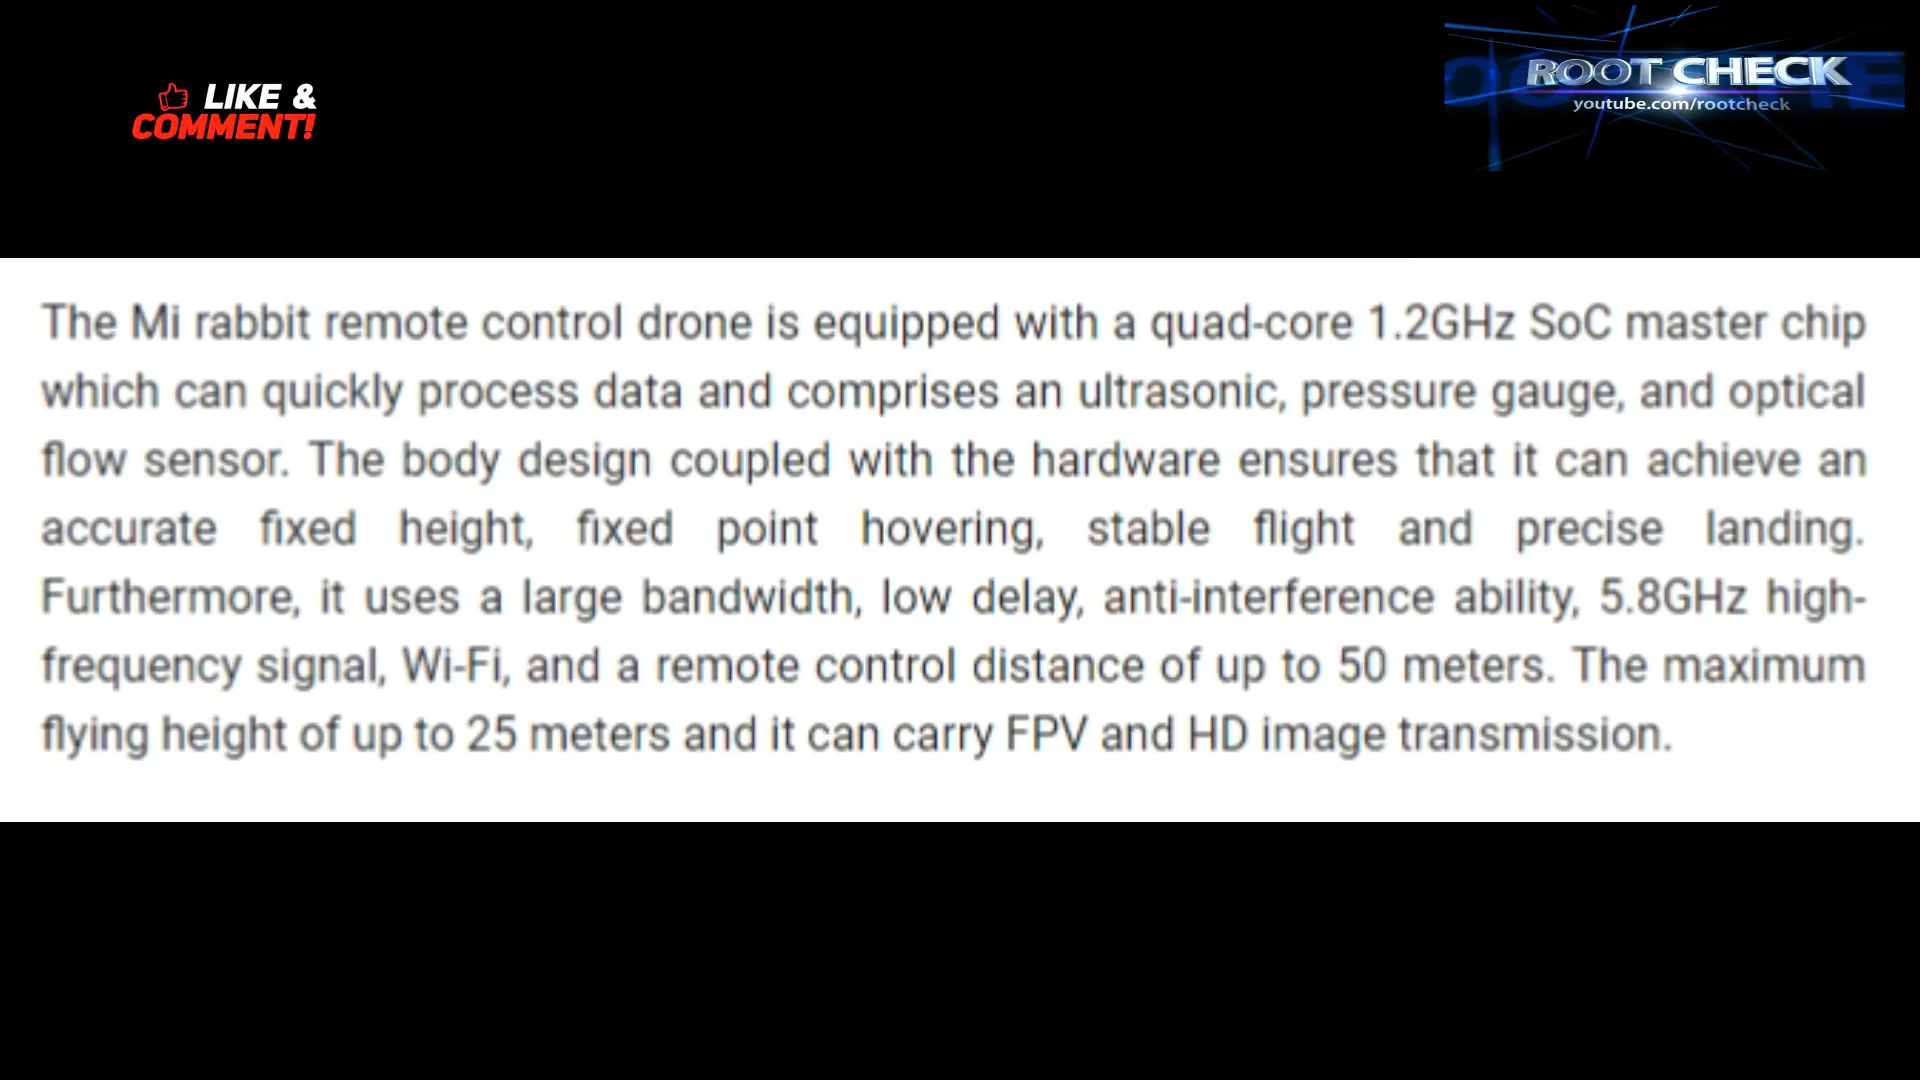 LIKE &
COMMENT!
ROOT CHECK
youtube.com/rootcheck
The Mi rabbit remote control drone is equipped with a quad-core 1.2GHz SoC master chip
which can quickly process data and comprises an ultrasonic, pressure gauge, and optical
flow sensor. The body design coupled with the hardware ensures that it can achieve an
accurate fixed height, fixed point hovering, stable flight and precise landing.
Furthermore, it uses a large bandwidth, low delay, anti-interference ability, 5.8GHz high-
frequency signal, Wi-Fi, and a remote control distance of up to 50 meters. The maximum
flying height of up to 25 meters and it can carry FPV and HD image transmission.